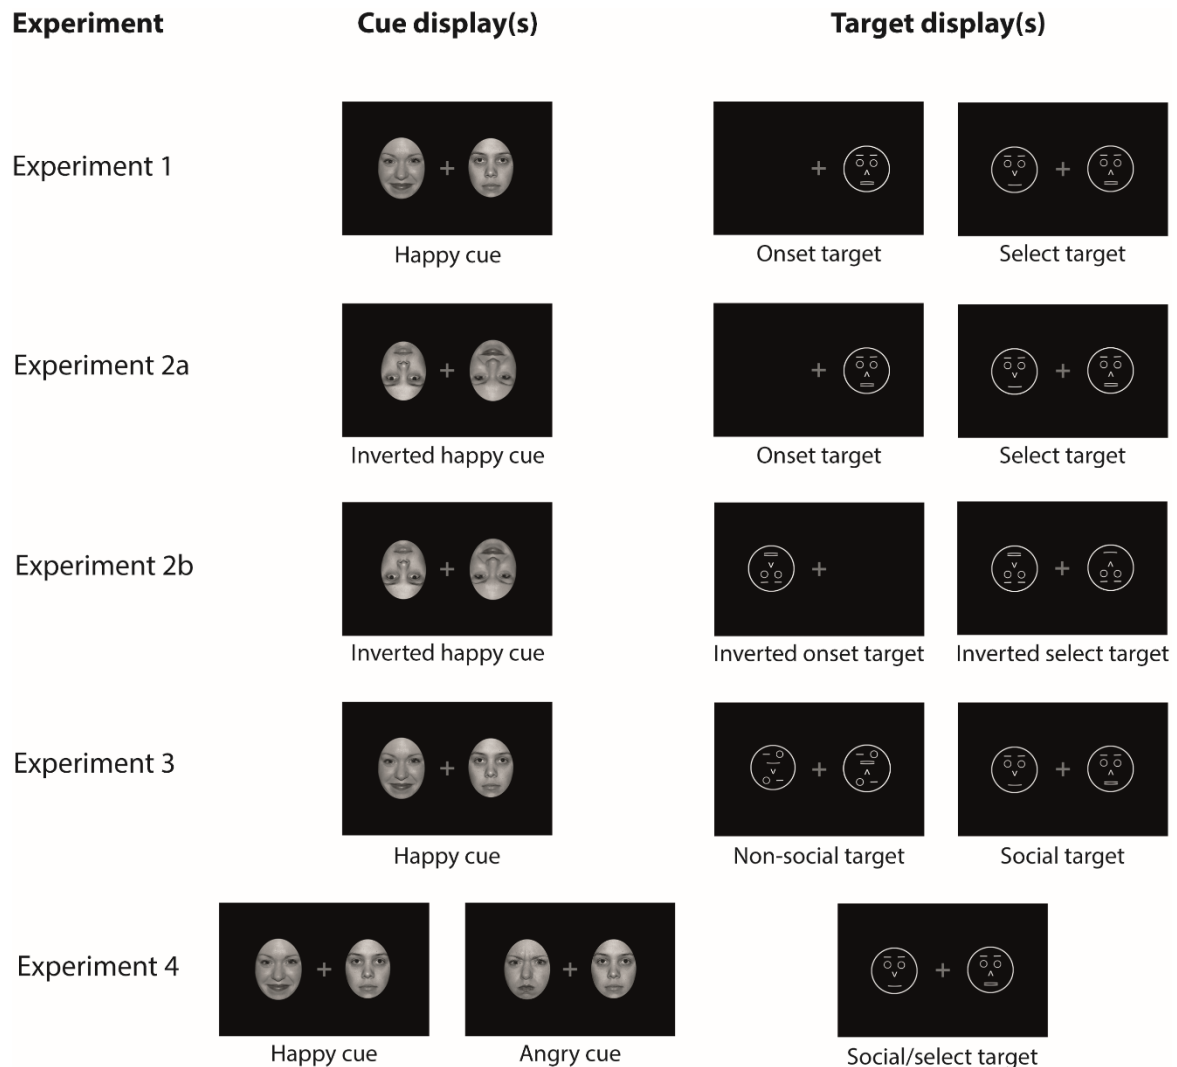 Experiment Cue display(s) Target display(s)
Experiment 1
Happy cue Onset target Select target
Experiment 2a
Inverted happy cue Onset target Select target
Experiment 2b
Inverted happy cue Inverted onset target Inverted select target
Experiment 3
Happy cue Non-social target Social target
Experiment 4
Happy cue Angry cue Social/select target